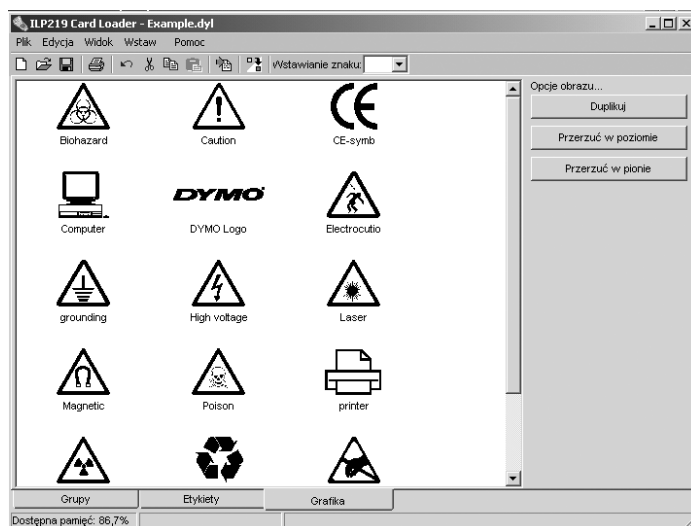 ILP219 Card Loader - Example.dyl
Plik Edycja Widok Wstaw Pomoc
Wstawianie znaku:
Opcje obrazu...
Duplikuj
Przerzuć w poziomie
Przerzuć w pionie
Biohazard Caution CE-symb
DYMO
Computer DYMO Logo Electrocutio
grounding High voltage Laser
Magnetic Poison printer
Grupy Etykiety Grafika
Dostępna pamięć: 86,7%